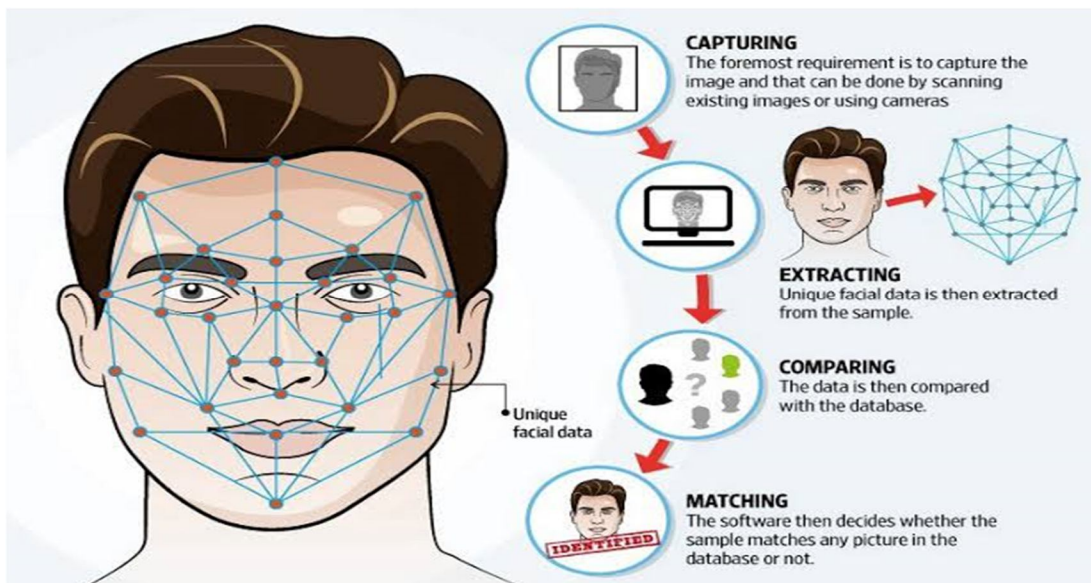 CAPTURING
The foremost requirement is to capture the
image and that can be done by scanning
existing images or using cameras
EXTRACTING
Unique facial data is then extracted
from the sample.
COMPARING
The data is then compared
with the database.
Unique
facial data
MATCHING
The software then decides whether the
sample matches any picture in the
database or not.
IDENTIFIED